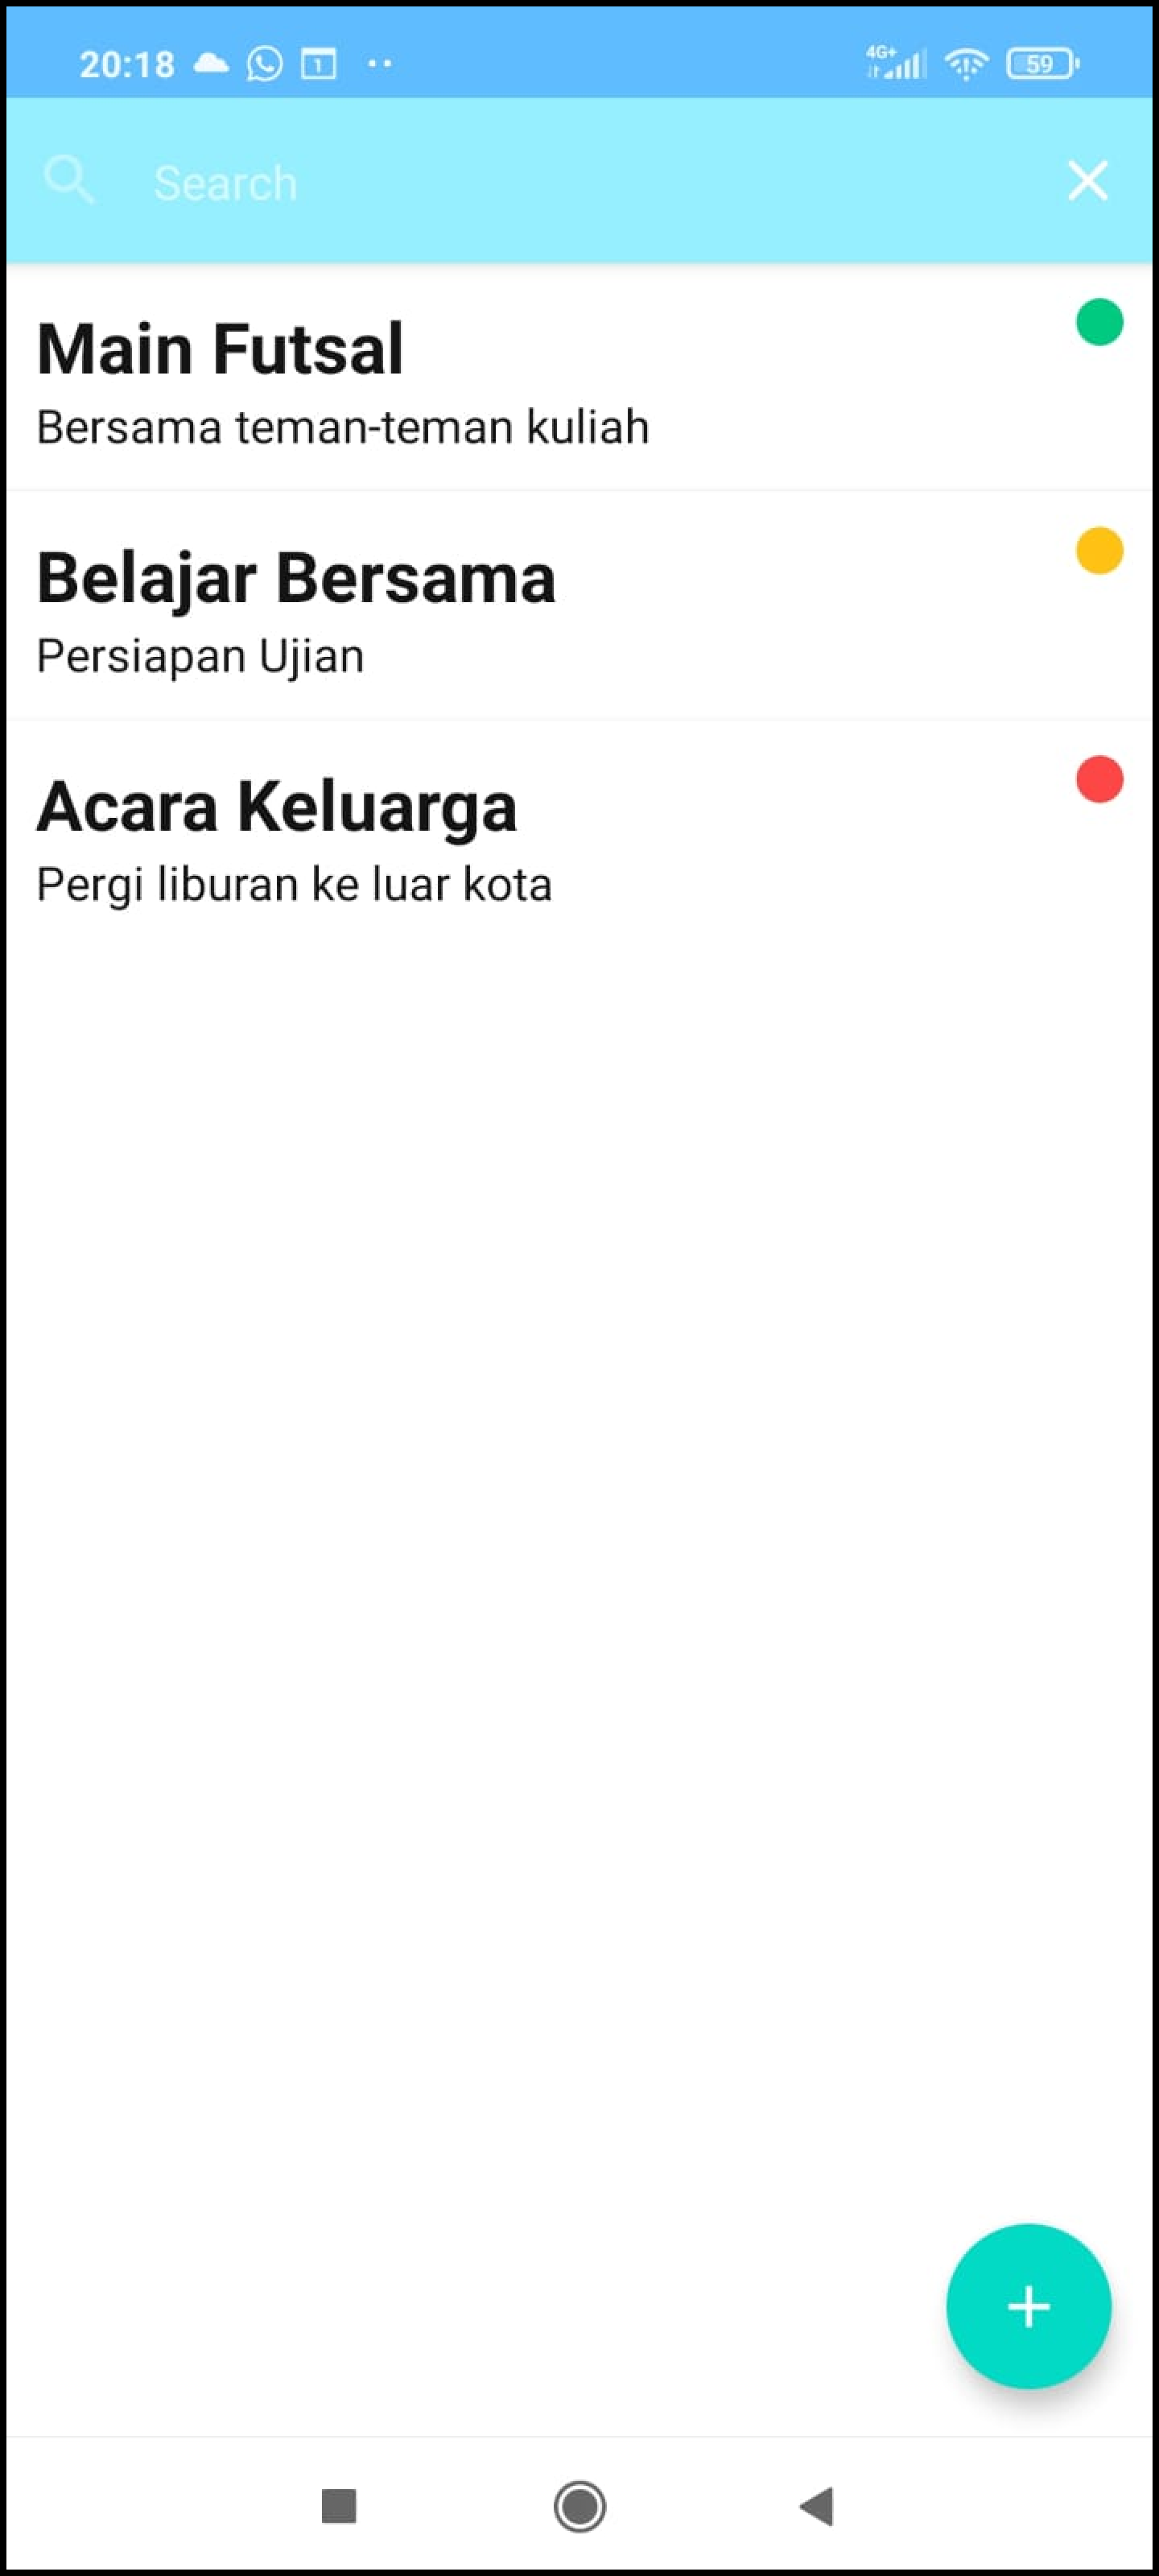 20:18
1
4G+
59
Search
Main Futsal
Bersama teman-teman kuliah
Belajar Bersama
Persiapan Ujian
Acara Keluarga
Pergi liburan ke luar kota